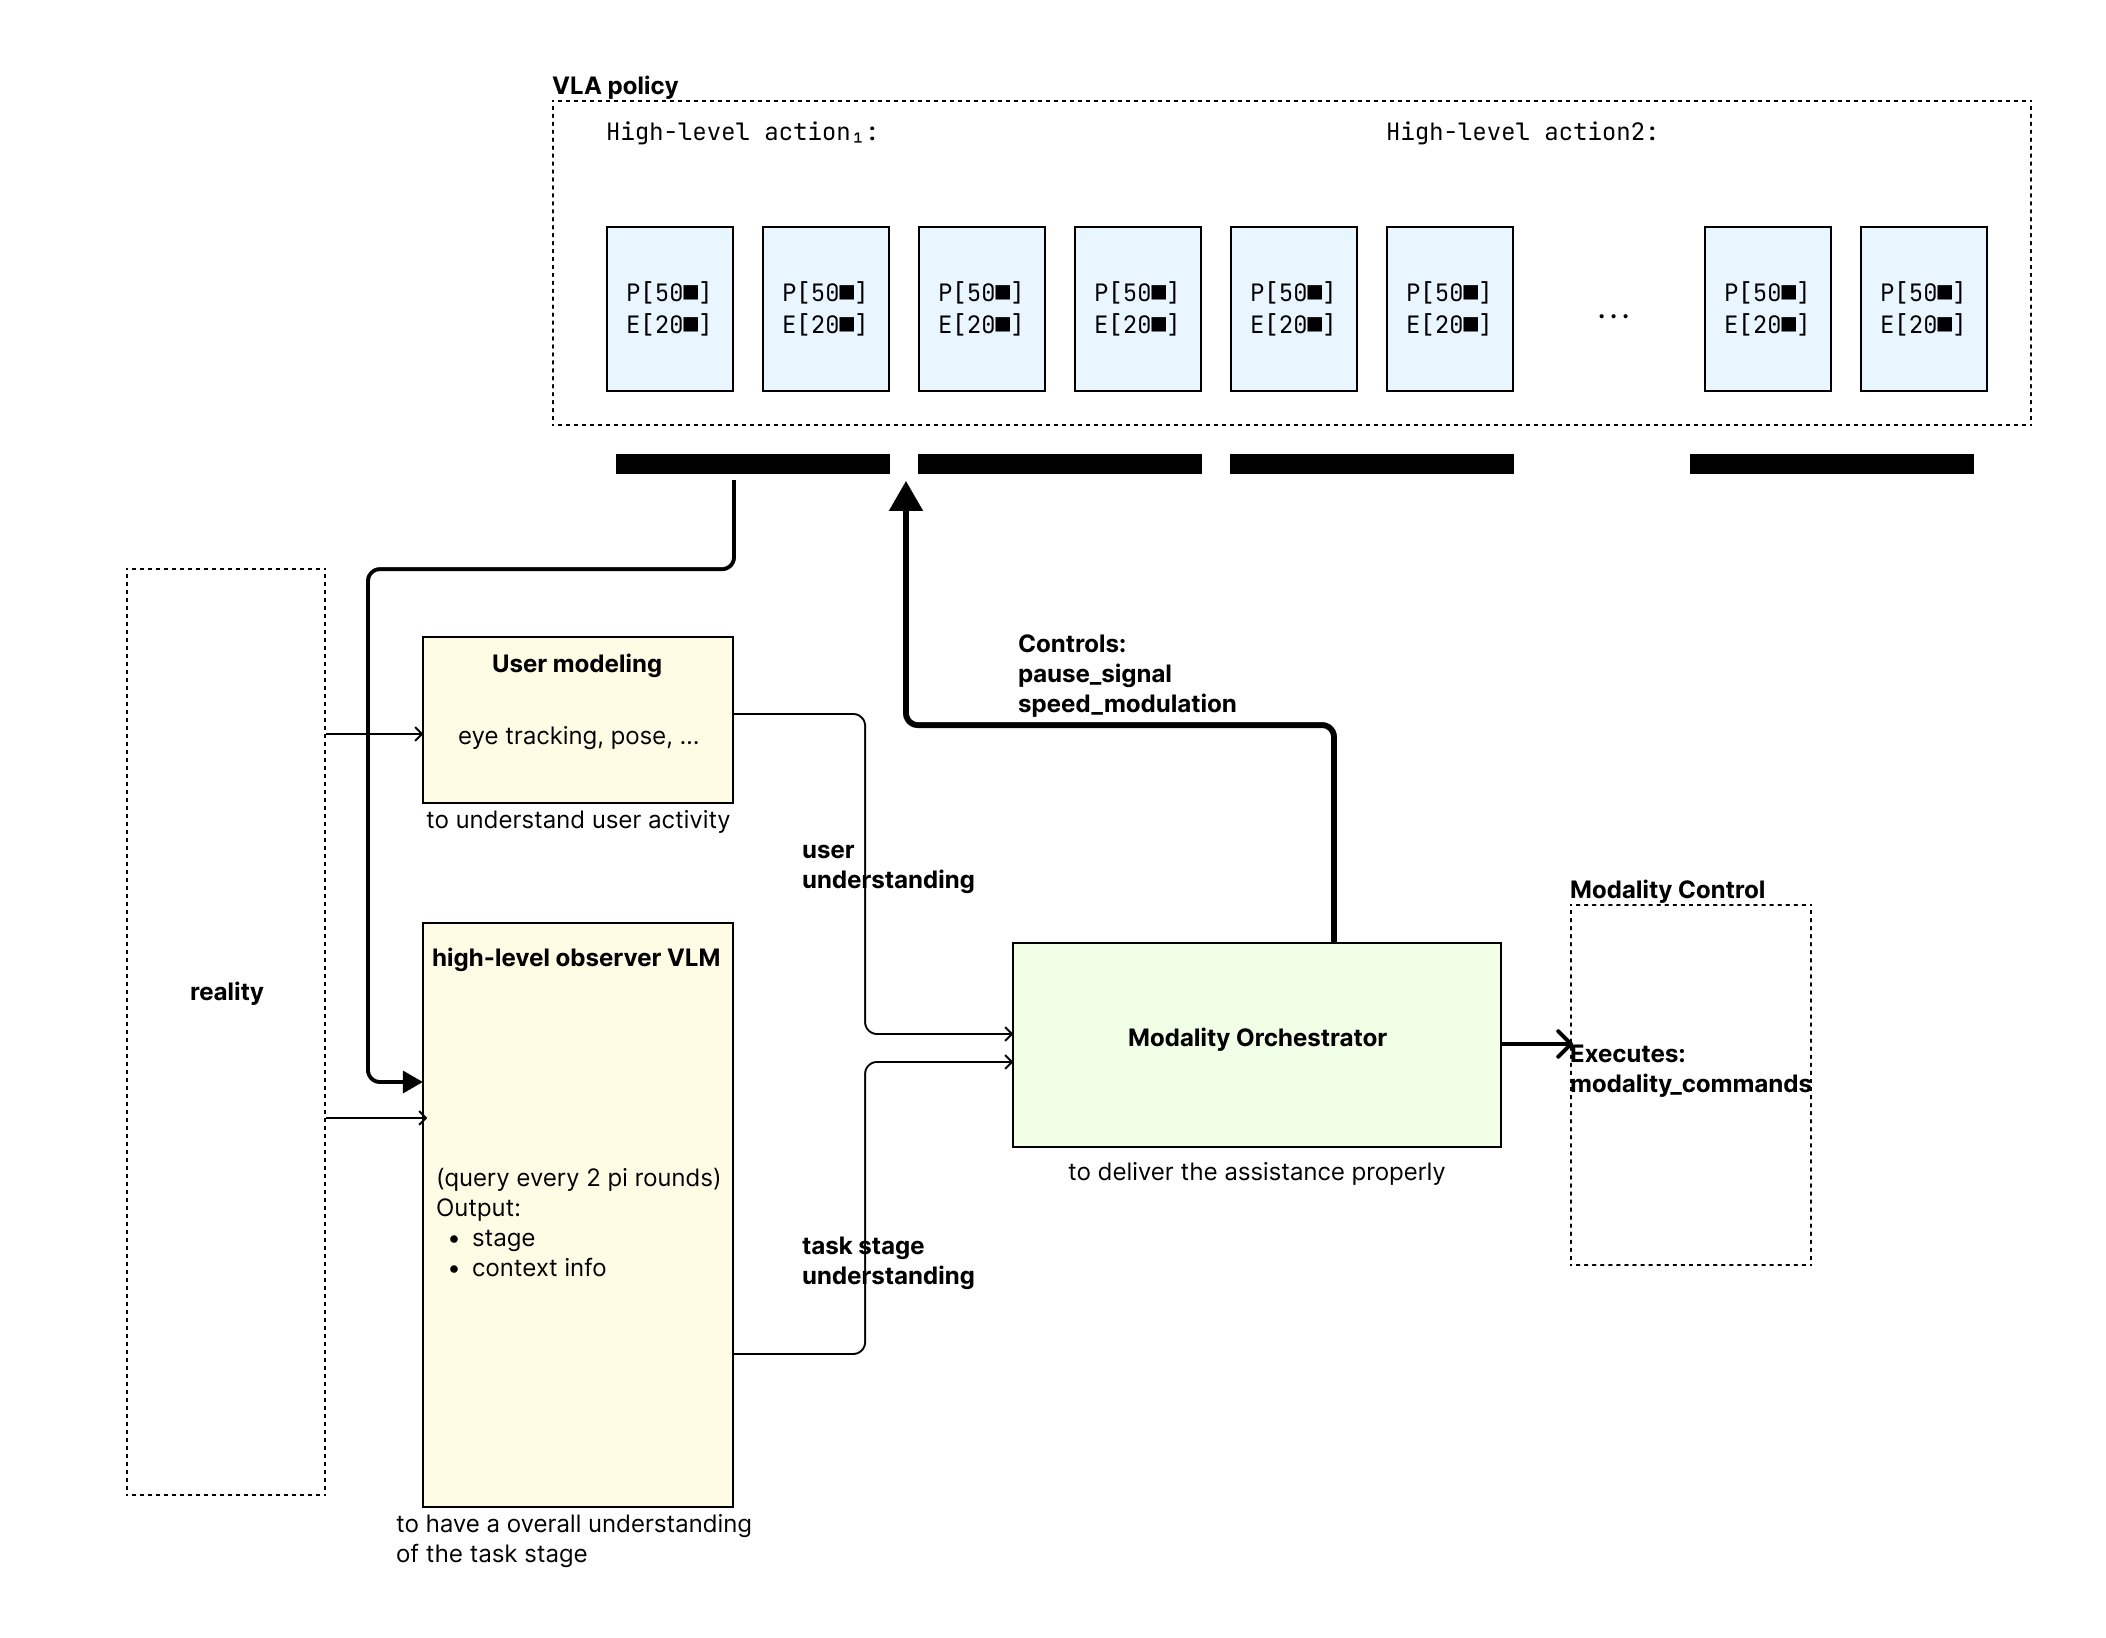 VLA policy
High-level action₁:
High-level action2:
P[50■]
E[20■]
P[50■]
E[20■]
P[50■]
E[20■]
P[50■]
E[20■]
P[50■]
E[20■]
P[50■]
E[20■]
...
P[50■]
E[20■]
P[50■]
E[20■]
reality
User modeling
eye tracking, pose, ...
to understand user activity
high-level observer VLM
(query every 2 pi rounds)
Output:
• stage
• context info
to have a overall understanding
of the task stage
user
understanding
task stage
understanding
Controls:
pause_signal
speed_modulation
Modality Orchestrator
to deliver the assistance properly
Modality Control
Executes:
modality_commands